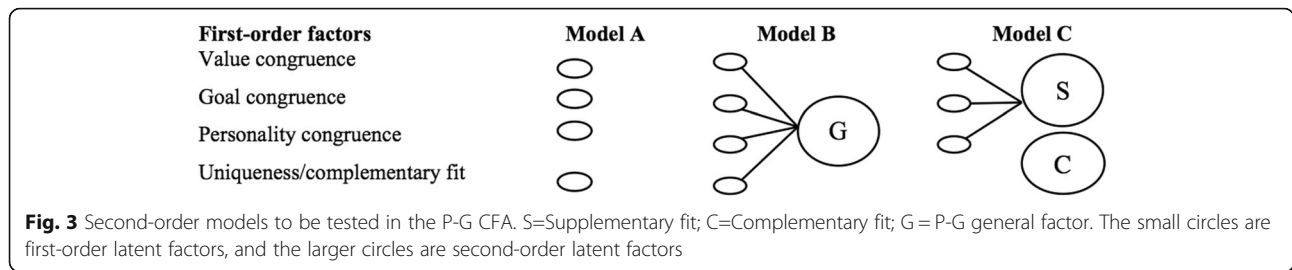 First-order factors Model A Model B Model C
Value congruence
Goal congruence
Personality congruence
Uniqueness/complementary fit
S
G
C
Fig. 3 Second-order models to be tested in the P-G CFA. S=Supplementary fit; C=Complementary fit; G = P-G general factor. The small circles are
first-order latent factors, and the larger circles are second-order latent factors